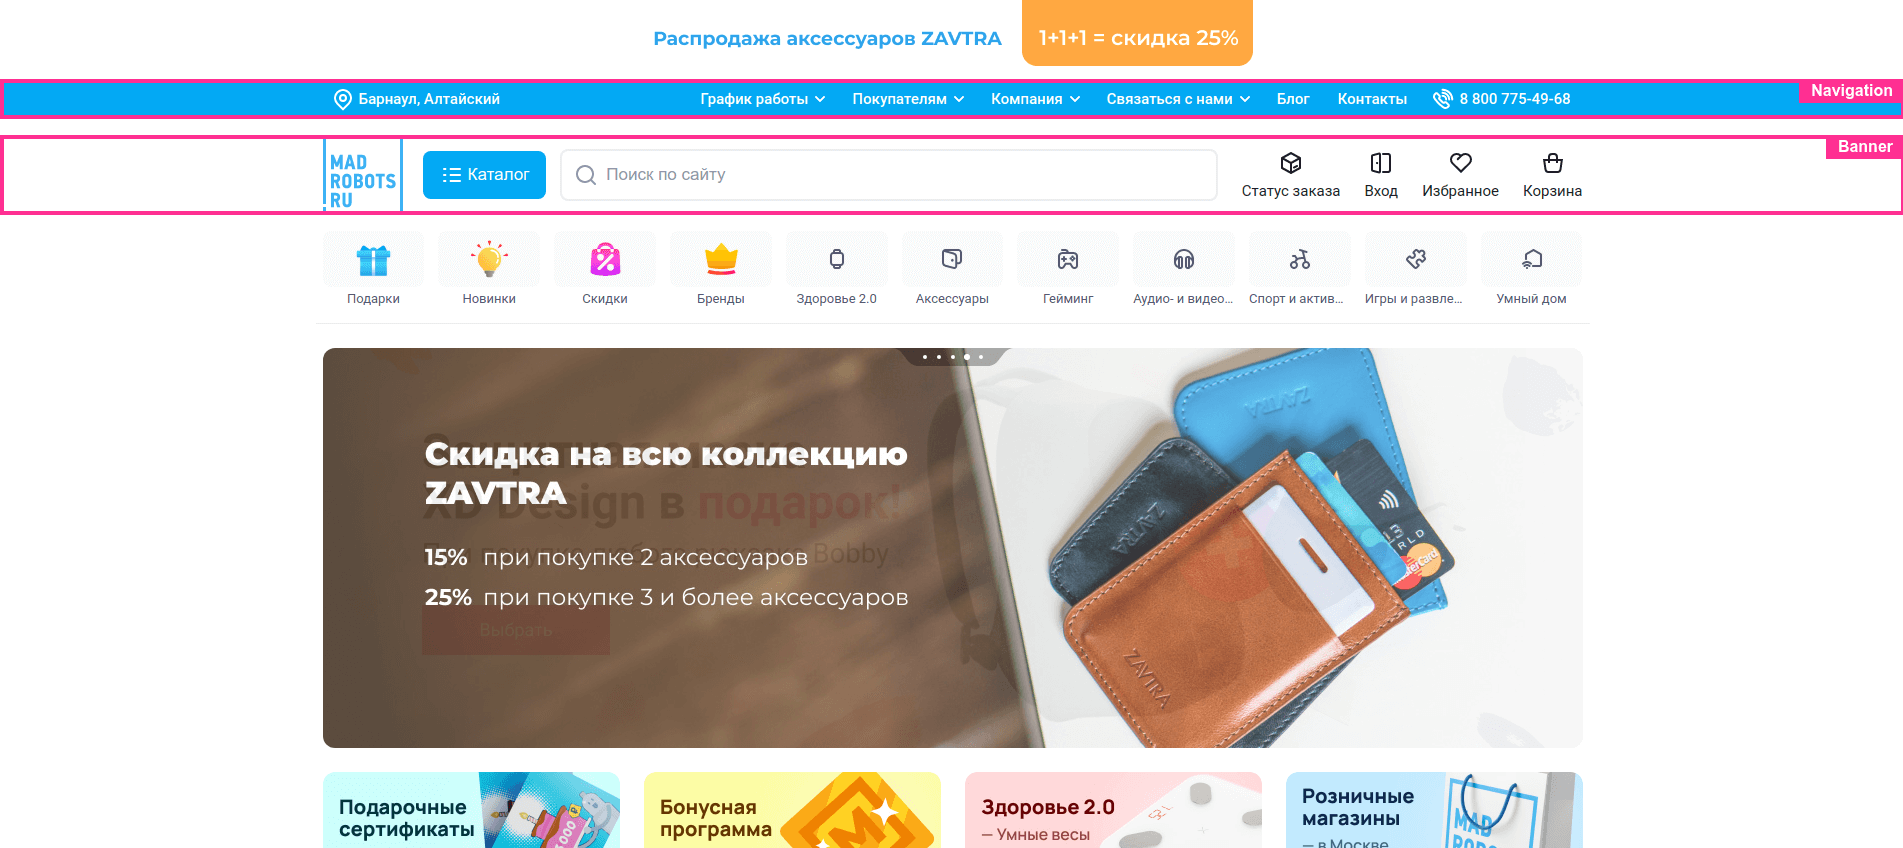 Распродажа аксессуаров ZAVTRA
1+1+1 = скидка 25%
Барнаул, Алтайский
График работы
Покупателям
Компания
Связаться с нами
Блог
Контакты
8 800 775-49-68
Navigation
Banner
MAD
ROBOTS
RU
Каталог
Поиск по сайту
Статус заказа
Вход
Избранное
Корзина
Подарки
Новинки
Скидки
Бренды
Здоровье 2.0
Аксессуары
Гейминг
Аудио- и видео...
Спорт и актив...
Игры и развле...
Умный дом
Скидка на всю коллекцию
ZAVTRA
XD Design в подарок!
Bobby
15% при покупке 2 аксессуаров
25% при покупке 3 и более аксессуаров
Выбрать
ZAVTRA
ZAVTRA
ZAVTRA
Подарочные
сертификаты
Бонусная
программа
Здоровье 2.0
— Умные весы
Розничные
магазины
— в Москве
MAD